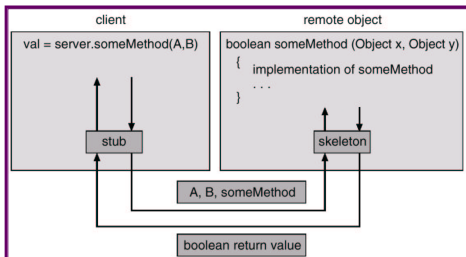 client
remote object
val = server.someMethod(A,B)
boolean someMethod (Object x, Object y)
{
implementation of someMethod
. . .
}
stub
skeleton
A, B, someMethod
boolean return value